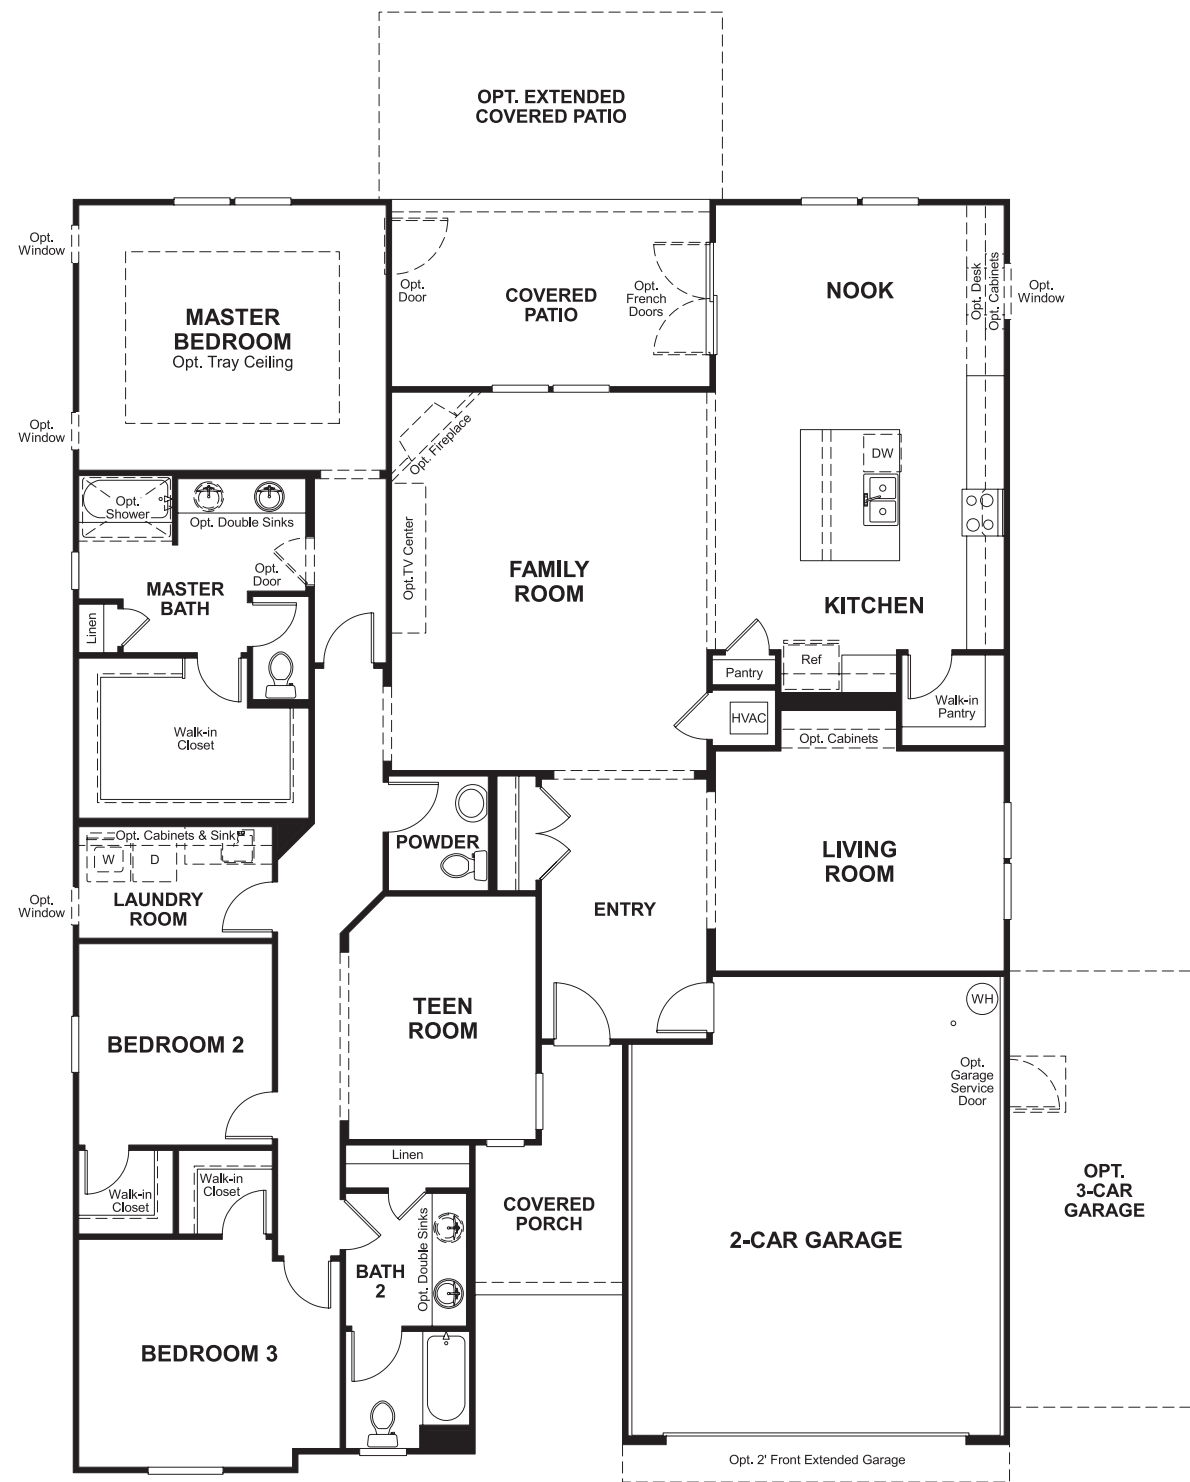 OPT. EXTENDED
COVERED PATIO
Opt.
Window
MASTER
BEDROOM
Opt. Tray Ceiling
Opt.
Door
COVERED
PATIO
Opt.
French
Doors
NOOK
Opt. Desk
Opt. Cabinets
Opt.
Window
Opt.
Window
Opt. Fireplace
DW
Opt.
Shower
Opt. Double Sinks
Opt.TV Center
FAMILY
ROOM
Opt.
Door
MASTER
BATH
Linen
KITCHEN
Pantry
Ref
Walk-in
Pantry
Walk-in
Closet
HVAC
Opt. Cabinets
Opt. Cabinets & Sink
W
D
POWDER
LIVING
ROOM
Opt.
Window
LAUNDRY
ROOM
ENTRY
TEEN
ROOM
WH
BEDROOM 2
Opt.
Garage
Service
Door
Linen
Walk-in
Closet
Walk-in
Closet
COVERED
PORCH
OPT.
3-CAR
GARAGE
2-CAR GARAGE
BATH
2
Opt. Double Sinks
BEDROOM 3
Opt. 2' Front Extended Garage